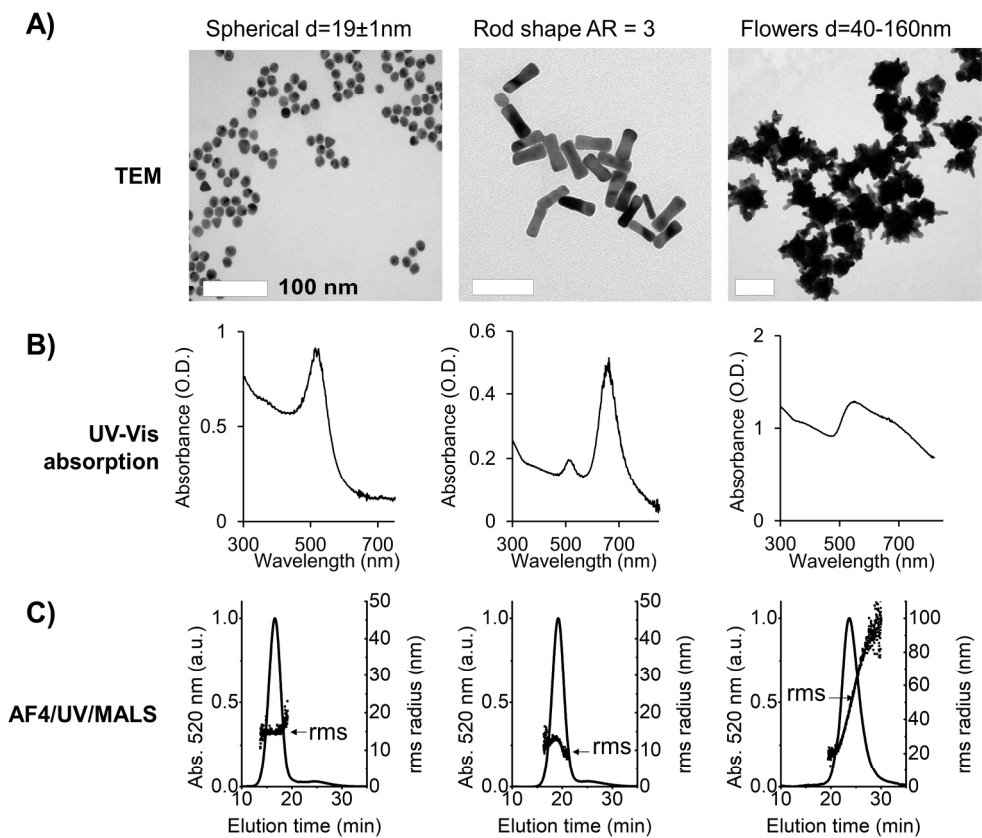 A)
Spherical d=19±1nm
Rod shape AR = 3
Flowers d=40-160nm
TEM
100 nm
B)
UV-Vis
absorption
Absorbance (O.D.)
1
0.5
0
300 500 700
Wavelength (nm)
Absorbance (O.D.)
0.6
0.4
0.2
0
300 500 700
Wavelength (nm)
Absorbance (O.D.)
2
1
0
300 500 700
Wavelength (nm)
C)
AF4/UV/MALS
Abs. 520 nm (a.u.)
1.0
0.5
0.0
rms
50
40
30
20
10
0
rms radius (nm)
10 20 30
Elution time (min)
Abs. 520 nm (a.u.)
1.0
0.5
0.0
rms
50
40
30
20
10
0
rms radius (nm)
10 20 30
Elution time (min)
Abs. 520 nm (a.u.)
1.0
0.5
0.0
rms
100
80
60
40
20
0
rms radius (nm)
10 20 30
Elution time (min)